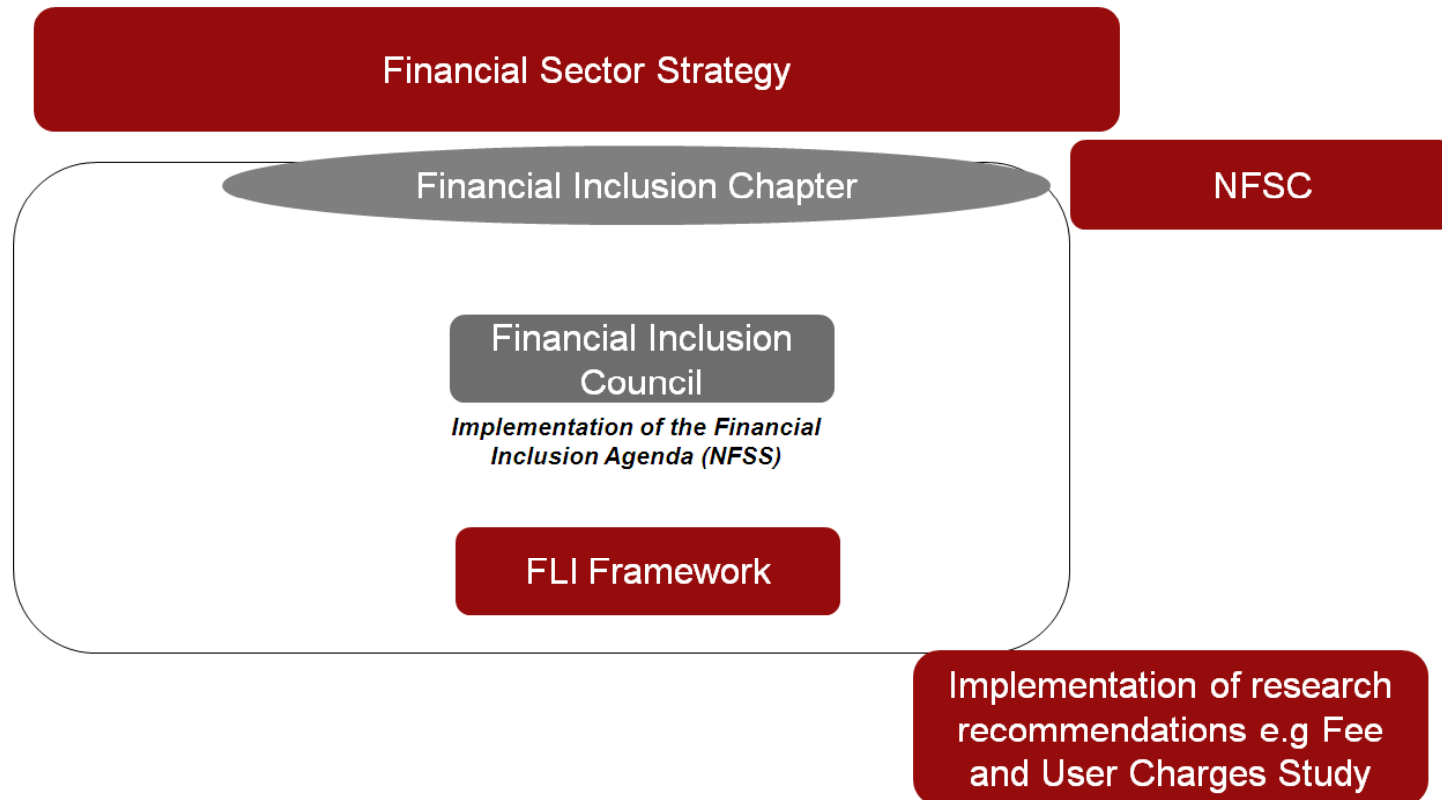 Financial Sector Strategy
Financial Inclusion Chapter
NFSC
Financial Inclusion
Council
Implementation of the Financial
Inclusion Agenda (NFSS)
FLI Framework
Implementation of research
recommendations e.g Fee
and User Charges Study